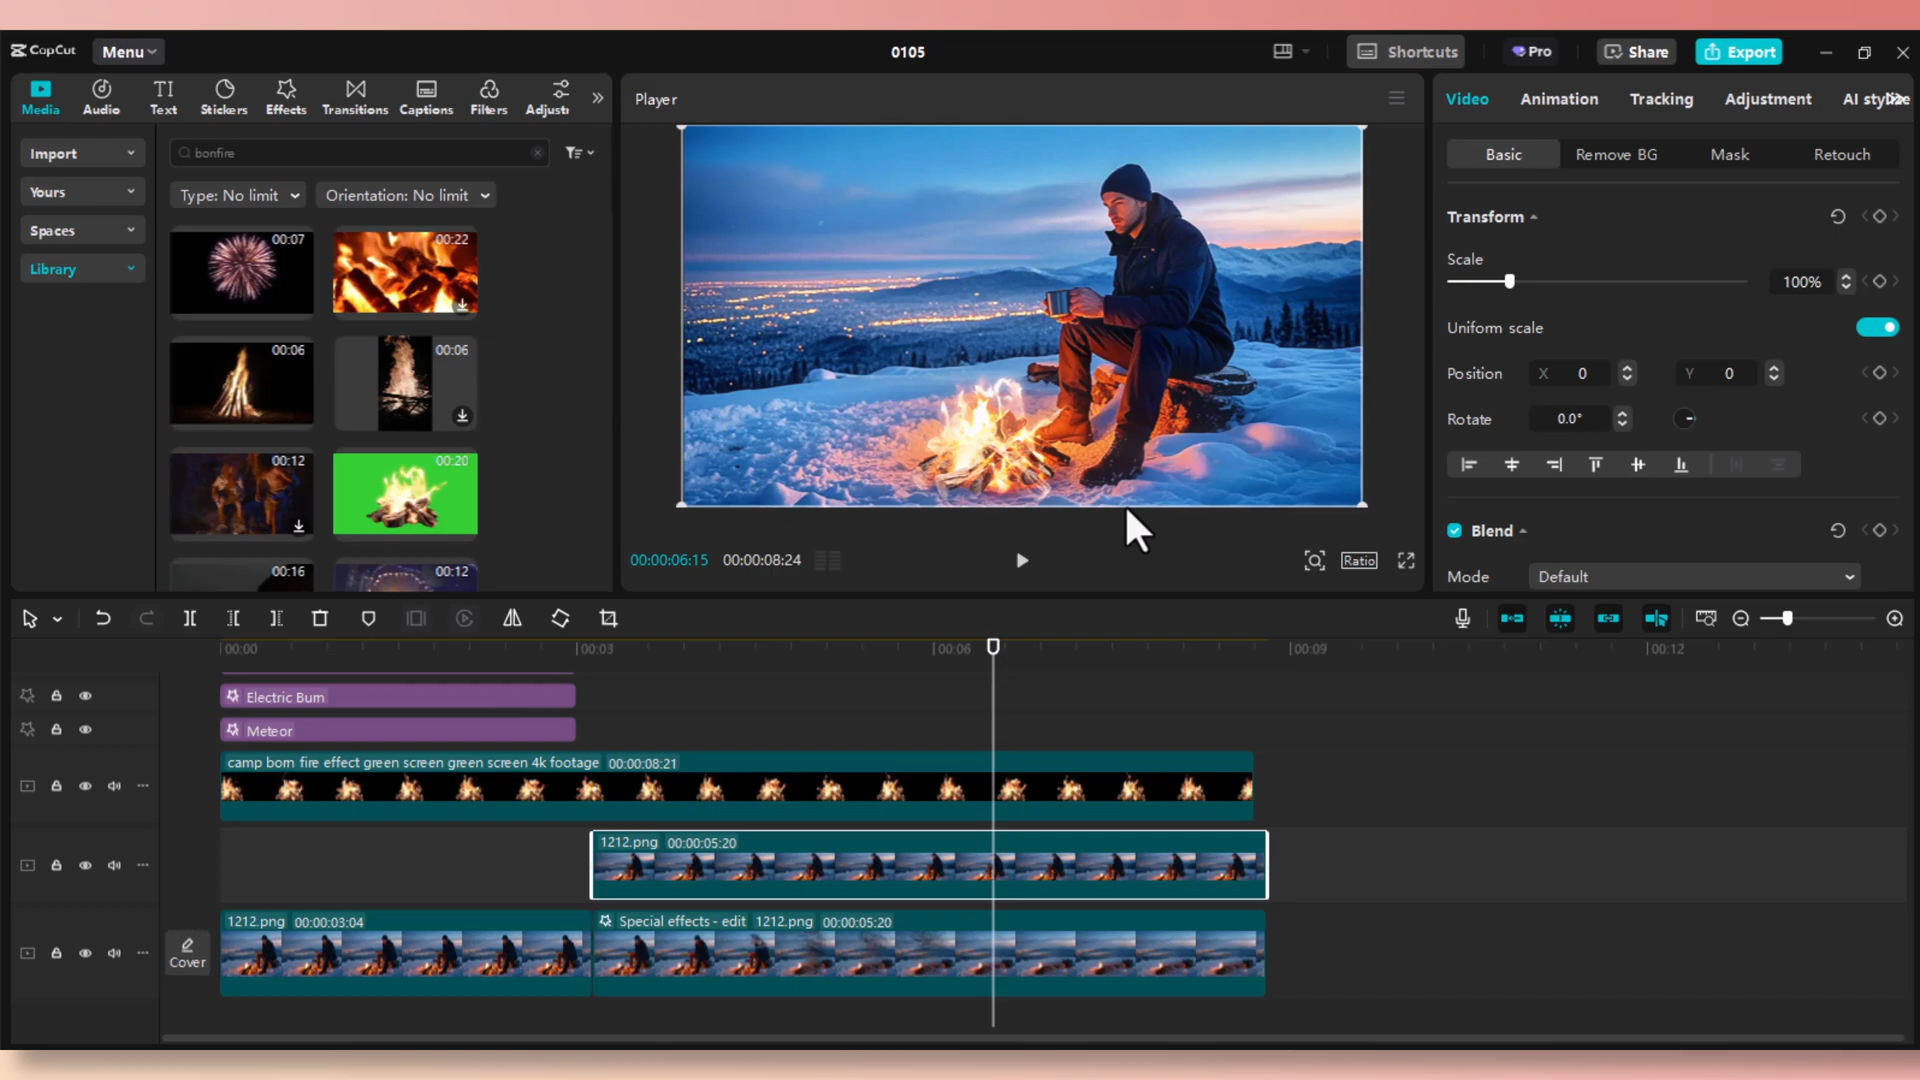 CapCut
Menu
0105
Shortcuts
Pro
Share
Export
Media
Audio
Text
Stickers
Effects
Transitions
Captions
Filters
Import
Yours
Spaces
Library
bonfire
Type: No limit
Orientation: No limit
00:07
00:22
00:06
00:06
00:12
00:20
00:16
00:12
Player
00:00:06:15
00:00:08:24
Ratio
Video
Animation
Tracking
Adjustment
Basic
Remove BG
Mask
Retouch
Transform
Scale
100%
Uniform scale
Position
X 0
Y 0
Rotate
0.0°
Blend
Mode
Default
00:00
00:03
00:06
00:09
00:12
Electric Bum
Meteor
camp bom fire effect green screen green screen 4k footage 00:00:08:21
1212.png 00:00:05:20
Cover
1212.png 00:00:03:04
Special effects - edit 1212.png 00:00:05:20